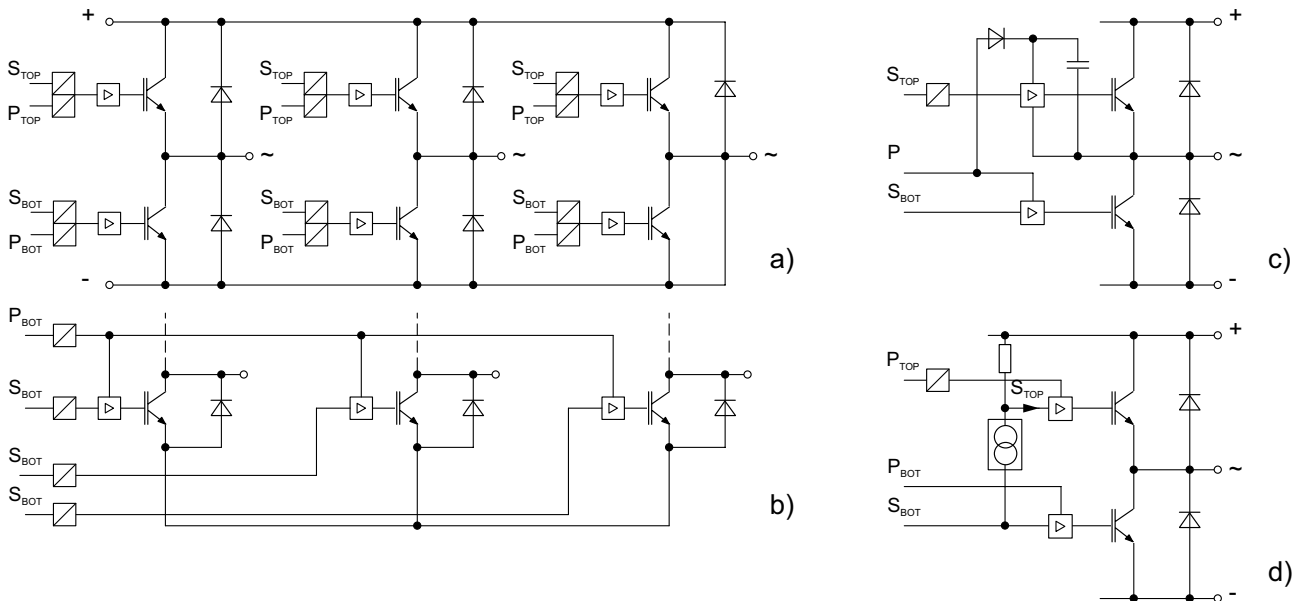 +
S_TOP S_TOP S_TOP
P_TOP P_TOP P_TOP
~ ~ ~
S_BOT S_BOT S_BOT
P_BOT P_BOT P_BOT
a)
-
P_BOT
S_BOT
S_BOT
S_BOT
b)
+
S_TOP
~
P
S_BOT
c)
-
+
P_TOP
S_TOP
~
P_BOT
S_BOT
d)
-